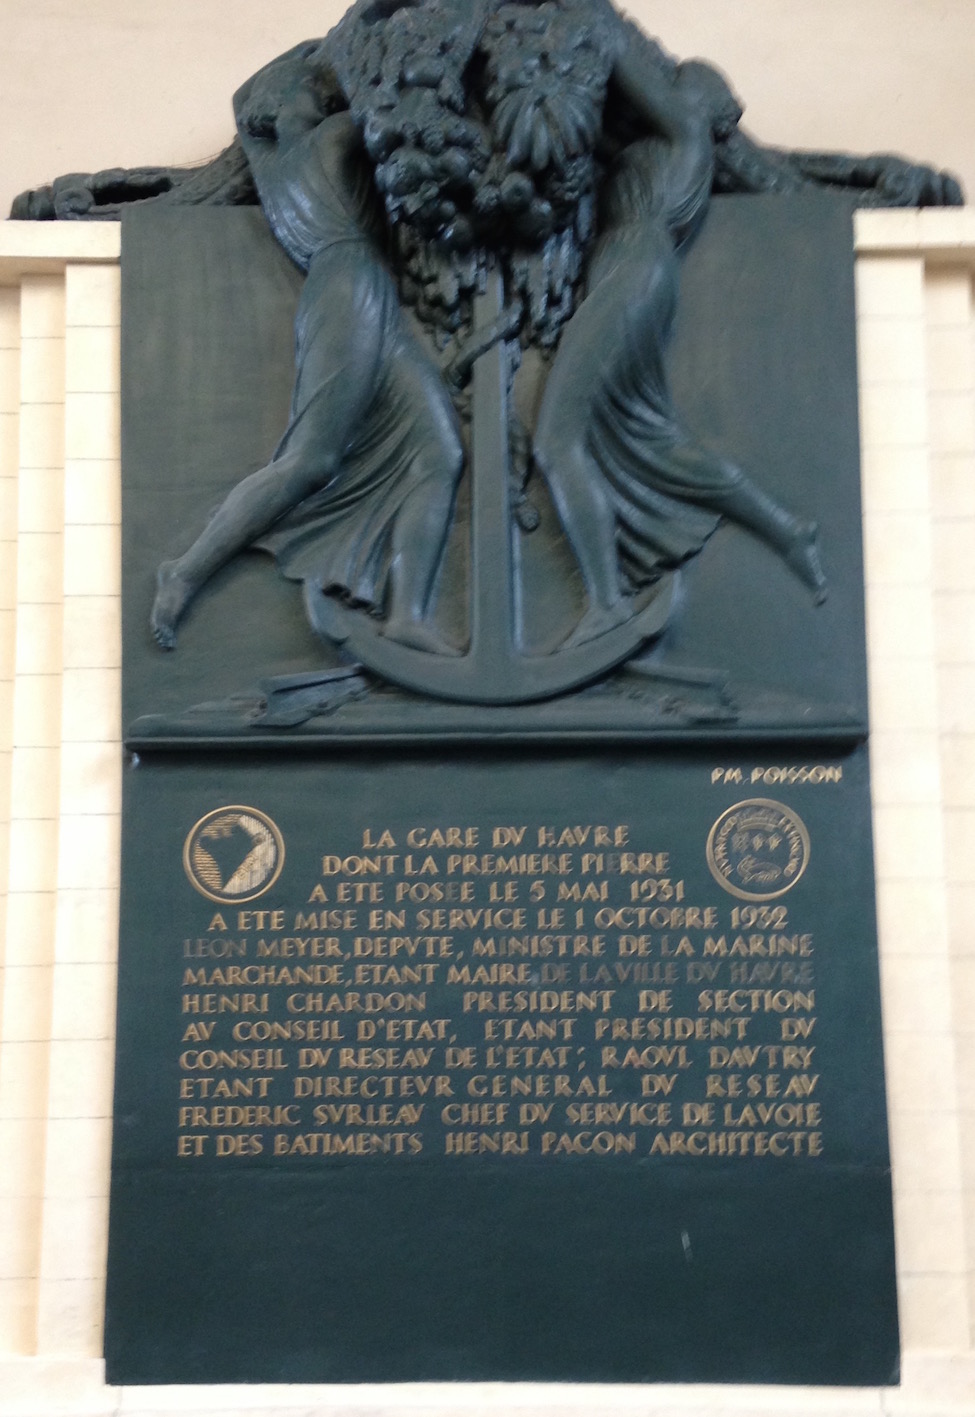 P.M. POISSON
LA GARE DV HAVRE
DONT LA PREMIERE PIERRE
A ETE POSEE LE 5 MAI 1931
A ETE MISE EN SERVICE LE 1 OCTOBRE 1932
LEON MEYER, DEPVTE, MINISTRE DE LA MARINE
MARCHANDE, ETANT MAIRE DE LA VILLE DV HAVRE
HENRI CHARDON PRESIDENT DE SECTION
AV CONSEIL D'ETAT, ETANT PRESIDENT DV
CONSEIL DV RESEAV DE L'ETAT; RAOVL DAVTRY
ETANT DIRECTEVR GENERAL DV RESEAV
FREDERIC SVRLEAV CHEF DV SERVICE DE LA VOIE
ET DES BATIMENTS HENRI PACON ARCHITECTE